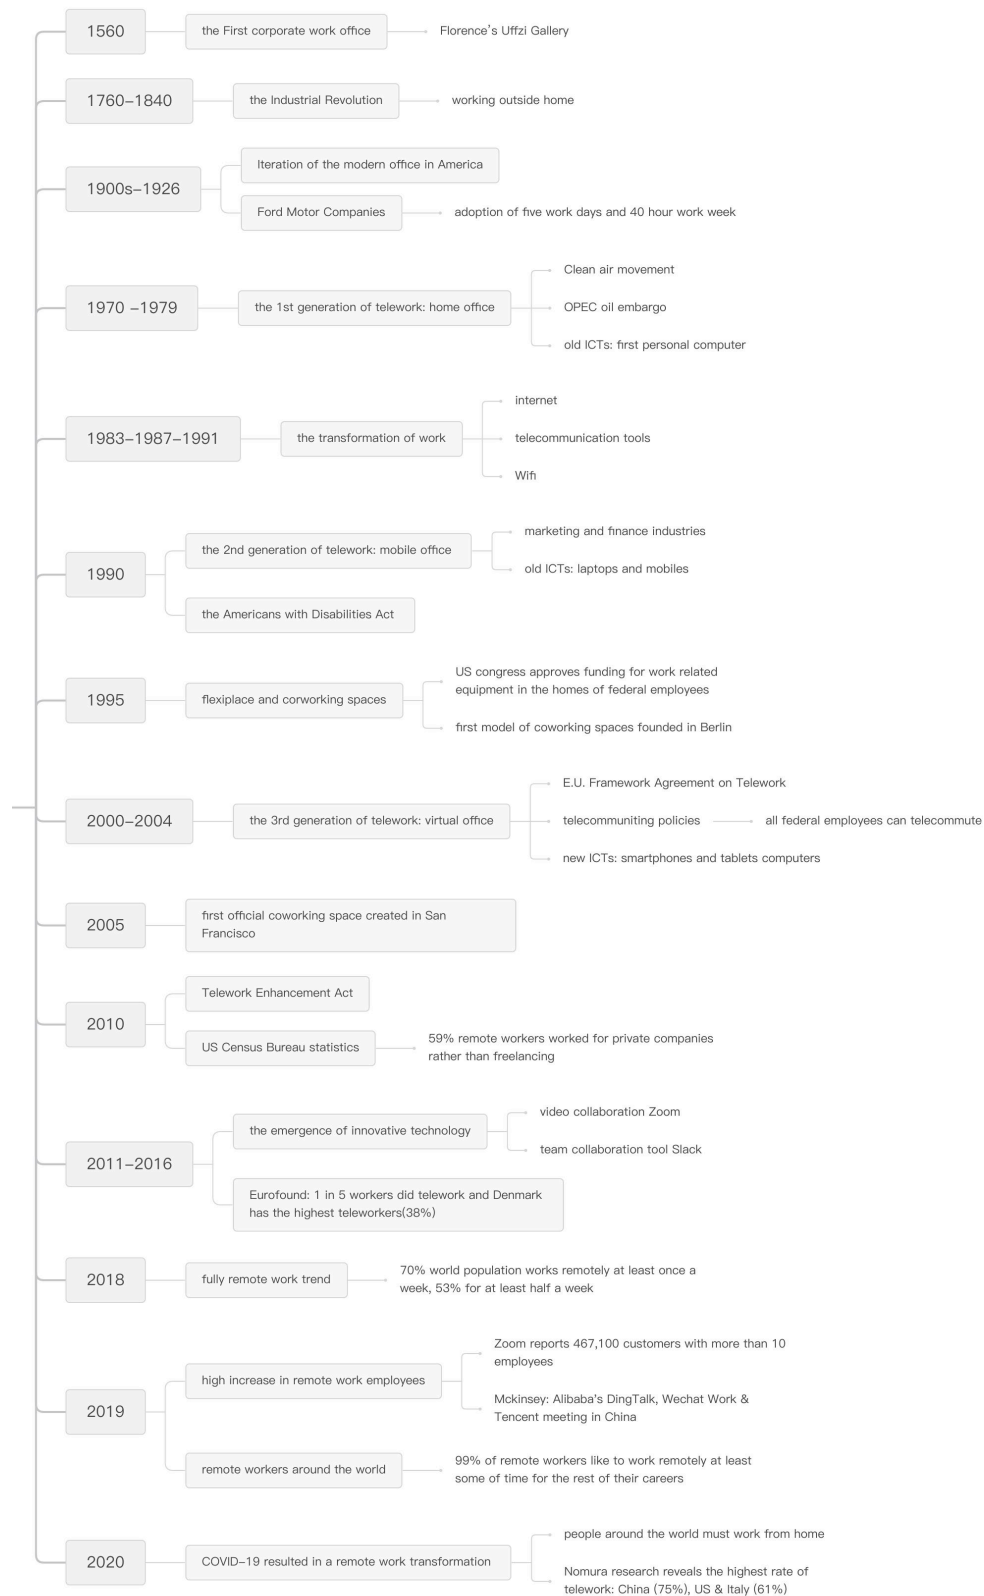 1560
the First corporate work office
Florence's Uffzi Gallery
1760–1840
the Industrial Revolution
working outside home
1900s–1926
Iteration of the modern office in America
Ford Motor Companies
adoption of five work days and 40 hour work week
1970 –1979
the 1st generation of telework: home office
Clean air movement
OPEC oil embargo
old ICTs: first personal computer
1983–1987–1991
the transformation of work
internet
telecommunication tools
Wifi
1990
the 2nd generation of telework: mobile office
marketing and finance industries
old ICTs: laptops and mobiles
the Americans with Disabilities Act
1995
flexiplace and corworking spaces
US congress approves funding for work related
equipment in the homes of federal employees
first model of coworking spaces founded in Berlin
2000–2004
the 3rd generation of telework: virtual office
E.U. Framework Agreement on Telework
telecommuniting policies
all federal employees can telecommute
new ICTs: smartphones and tablets computers
2005
first official coworking space created in San
Francisco
2010
Telework Enhancement Act
US Census Bureau statistics
59% remote workers worked for private companies
rather than freelancing
2011–2016
the emergence of innovative technology
video collaboration Zoom
team collaboration tool Slack
Eurofound: 1 in 5 workers did telework and Denmark
has the highest teleworkers(38%)
2018
fully remote work trend
70% world population works remotely at least once a
week, 53% for at least half a week
2019
high increase in remote work employees
Zoom reports 467,100 customers with more than 10
employees
Mckinsey: Alibaba's DingTalk, Wechat Work &
Tencent meeting in China
remote workers around the world
99% of remote workers like to work remotely at least
some of time for the rest of their careers
2020
COVID–19 resulted in a remote work transformation
people around the world must work from home
Nomura research reveals the highest rate of
telework: China (75%), US & Italy (61%)